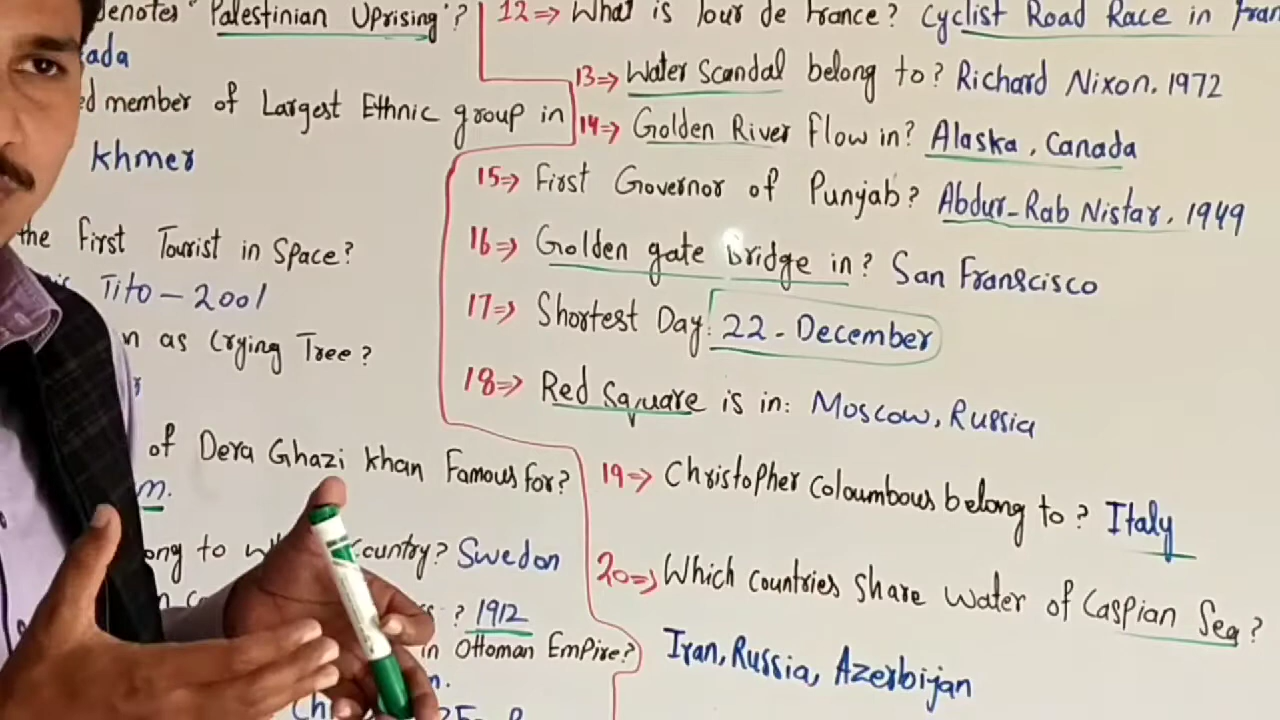 enotes "Palestinian Uprising"?
ada
ed member of Largest Ethnic group in
Khmer
the First Tourist in Space?
Tito - 2001
n as Crying Tree?
of Dera Ghazi Khan Famous for?
m.
ong to Country? Swedon
? 1912
in Ottoman Empire?
12⇒ What is Tour de France? Cyclist Road Race in Fran
13⇒ Water Scandal belong to? Richard Nixon. 1972
14⇒ Golden River Flow in? Alaska, Canada
15⇒ First Governor of Punjab? Abdur-Rab Nistar. 1949
16⇒ Golden gate bridge in? San Franscisco
17⇒ Shortest Day: 22 - December
18⇒ Red Square is in: Moscow, Russia
19⇒ Christopher Coloumbous belong to? Italy
20⇒ Which countries share water of Caspian Sea?
Iran, Russia, Azerbijan